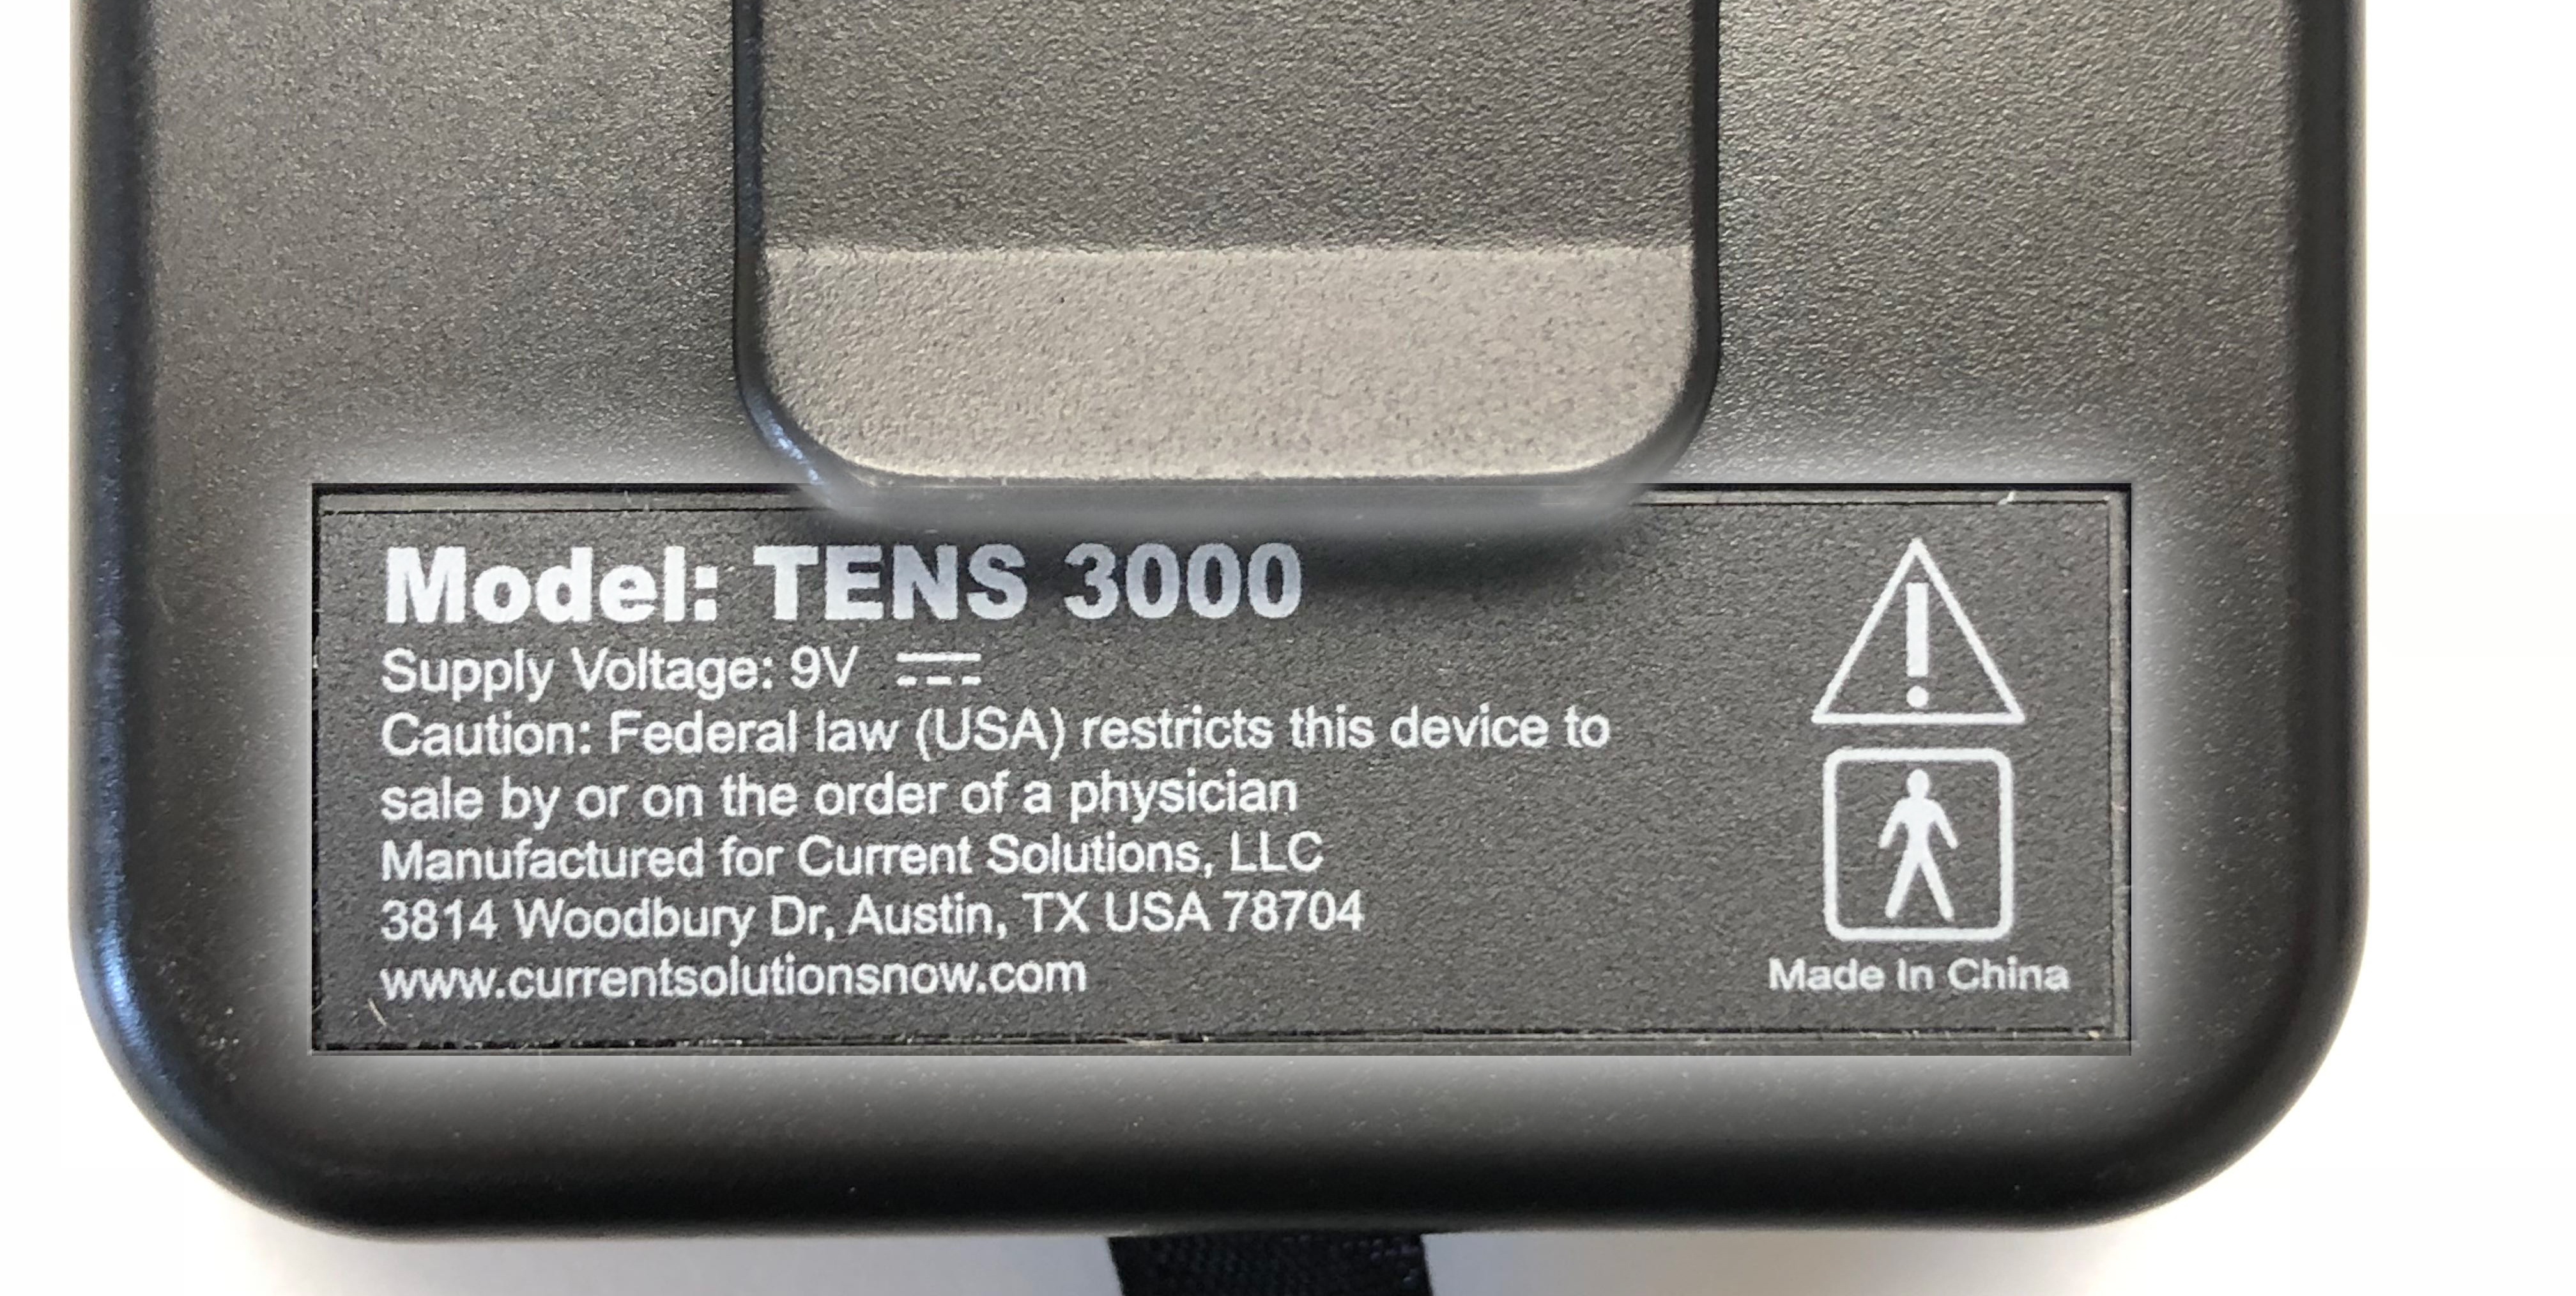 Model: TENS 3000
Supply Voltage: 9V
Caution: Federal law (USA) restricts this device to
sale by or on the order of a physician
Manufactured for Current Solutions, LLC
3814 Woodbury Dr, Austin, TX USA 78704
www.currentsolutionsnow.com
!
Made In China